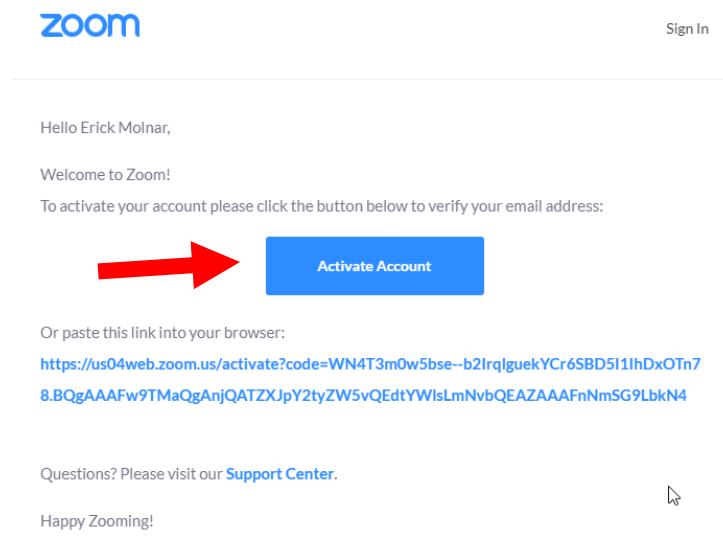 zoom
Sign In
Hello Erick Molnar,
Welcome to Zoom!
To activate your account please click the button below to verify your email address:
Activate Account
Or paste this link into your browser:
https://us04web.zoom.us/activate?code=WN4T3m0w5bse--b2IrqlguekYCr6SBD5I1IhDxOTn7
8.BQgAAAFw9TMaQgAnjQATZXJpY2tyZW5vQEdtYWlsLmNvbQEAZAAAFnNmSG9LbkN4
Questions? Please visit our Support Center.
Happy Zooming!